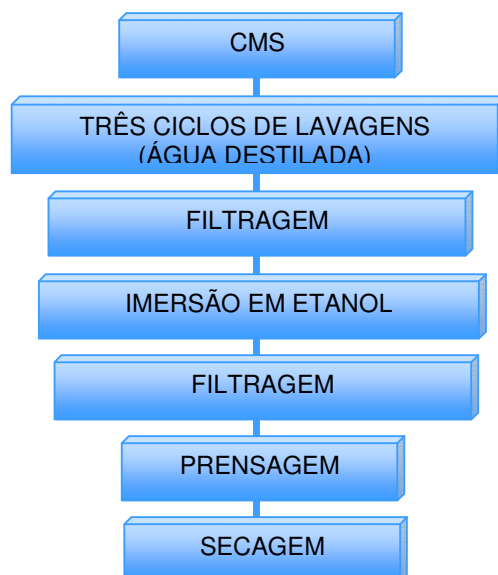 CMS
TRÊS CICLOS DE LAVAGENS
(ÁGUA DESTILADA)
FILTRAGEM
IMERSÃO EM ETANOL
FILTRAGEM
PRENSAGEM
SECAGEM